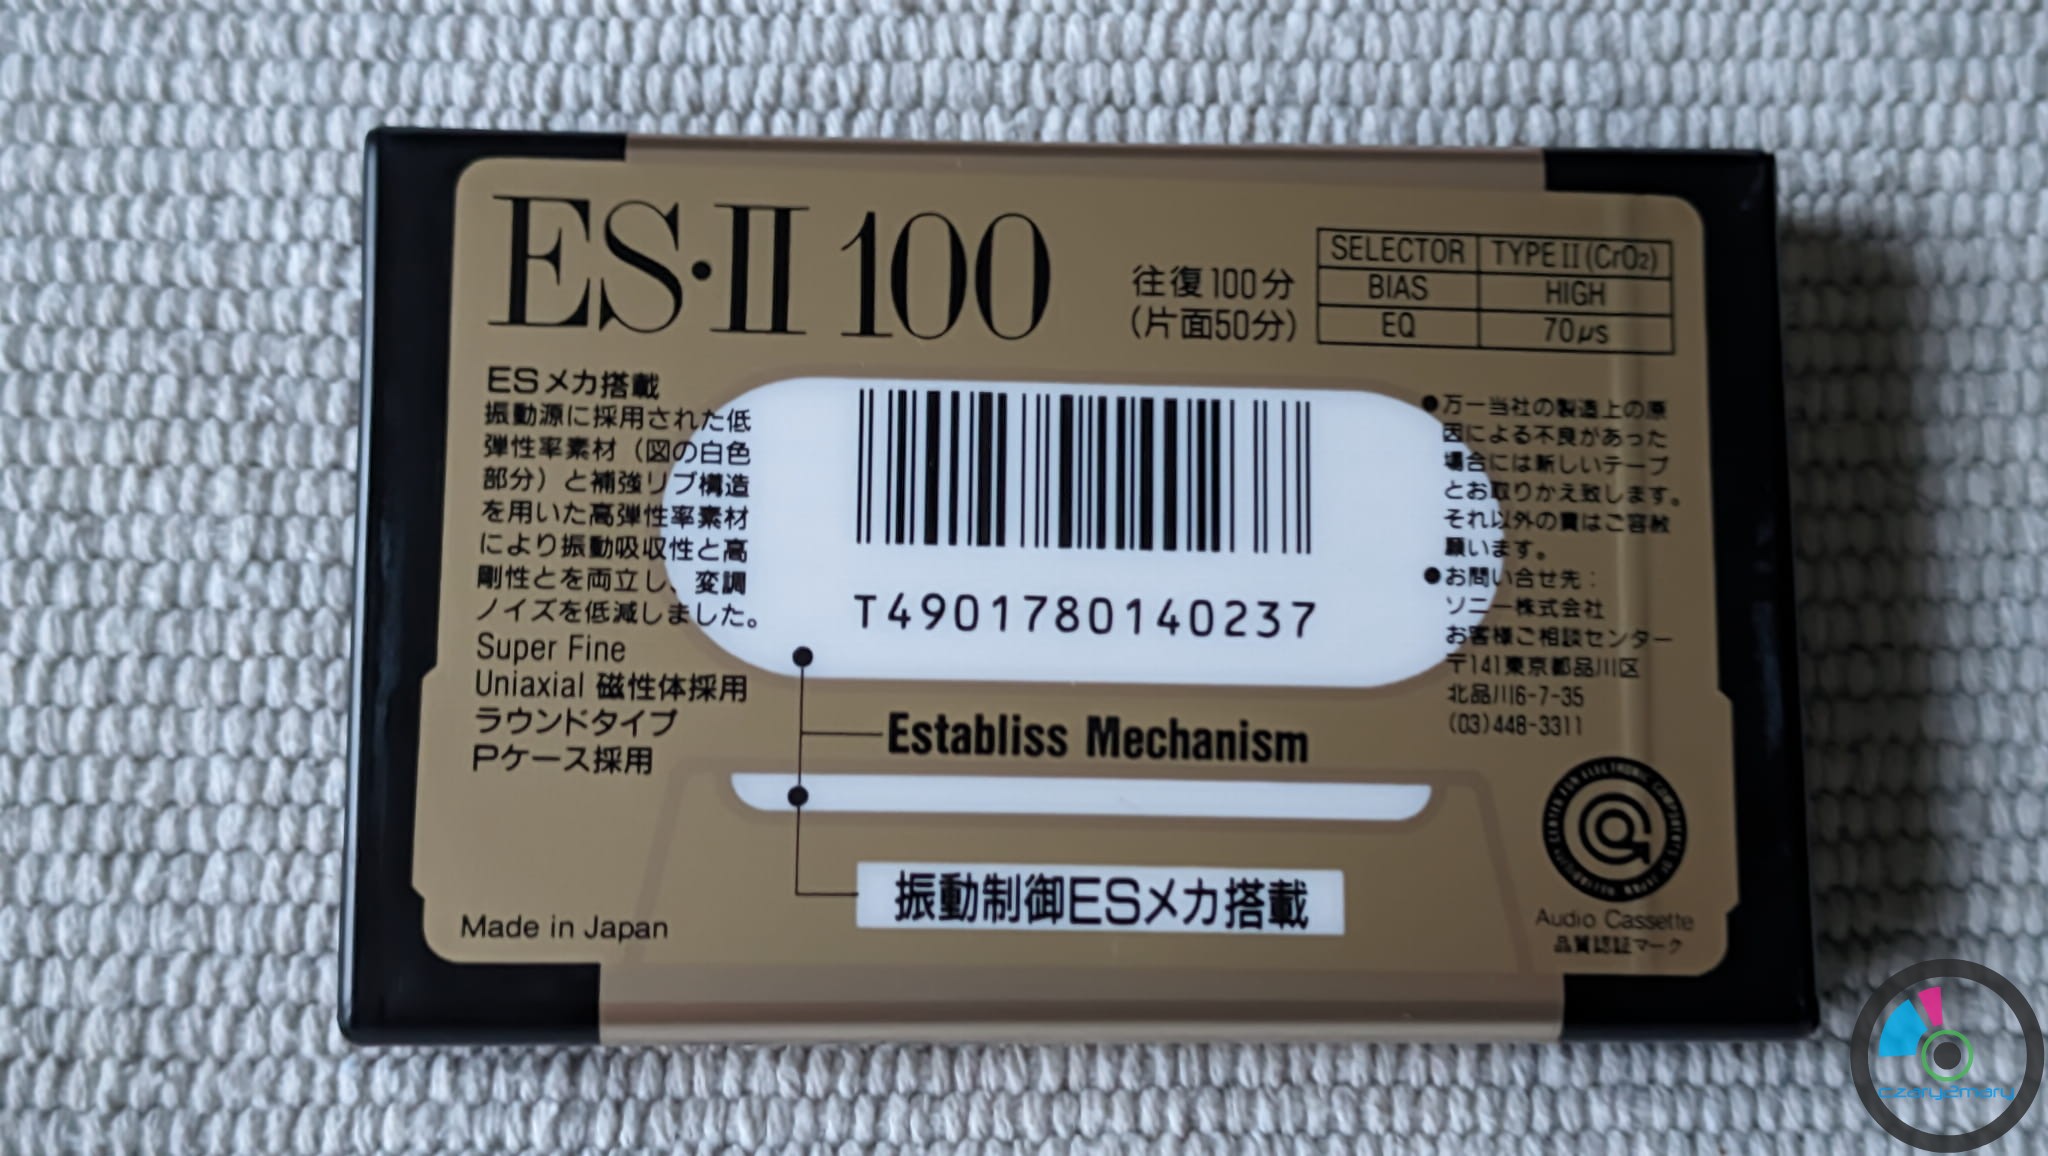 ES・II 100
往復100分
(片面50分)
SELECTOR TYPE II (CrO2)
BIAS HIGH
EQ 70μs
ESメカ搭載
振動源に採用された低
弾性率素材（図の白色
部分）と補強リブ構造
を用いた高弾性率素材
により振動吸収性と高
剛性とを両立し、変調
ノイズを低減しました。
Super Fine
Uniaxial 磁性体採用
ラウンドタイプ
Pケース採用
Made in Japan
T4901780140237
Establiss Mechanism
振動制御ESメカ搭載
●万一当社の製造上の原
因による不良があった
場合には新しいテープ
とお取りかえ致します。
それ以外の責はご容赦
願います。
●お問い合せ先：
ソニー株式会社
お客様ご相談センター
〒141東京都品川区
北品川6-7-35
(03)448-3311
Audio Cassette
品質認証マーク
czary2mary